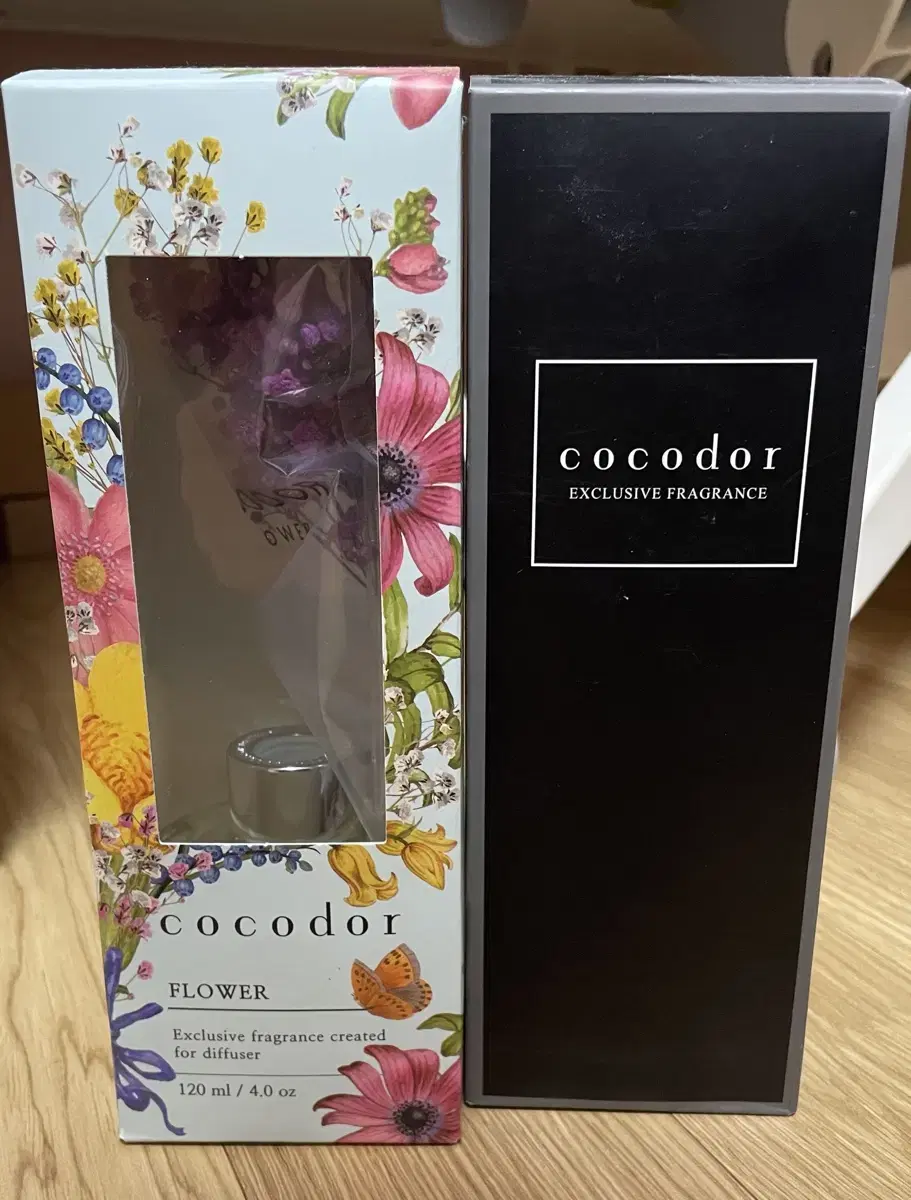 cocodor
FLOWER
Exclusive fragrance created
for diffuser
120 ml / 4.0 oz
cocodor
EXCLUSIVE FRAGRANCE